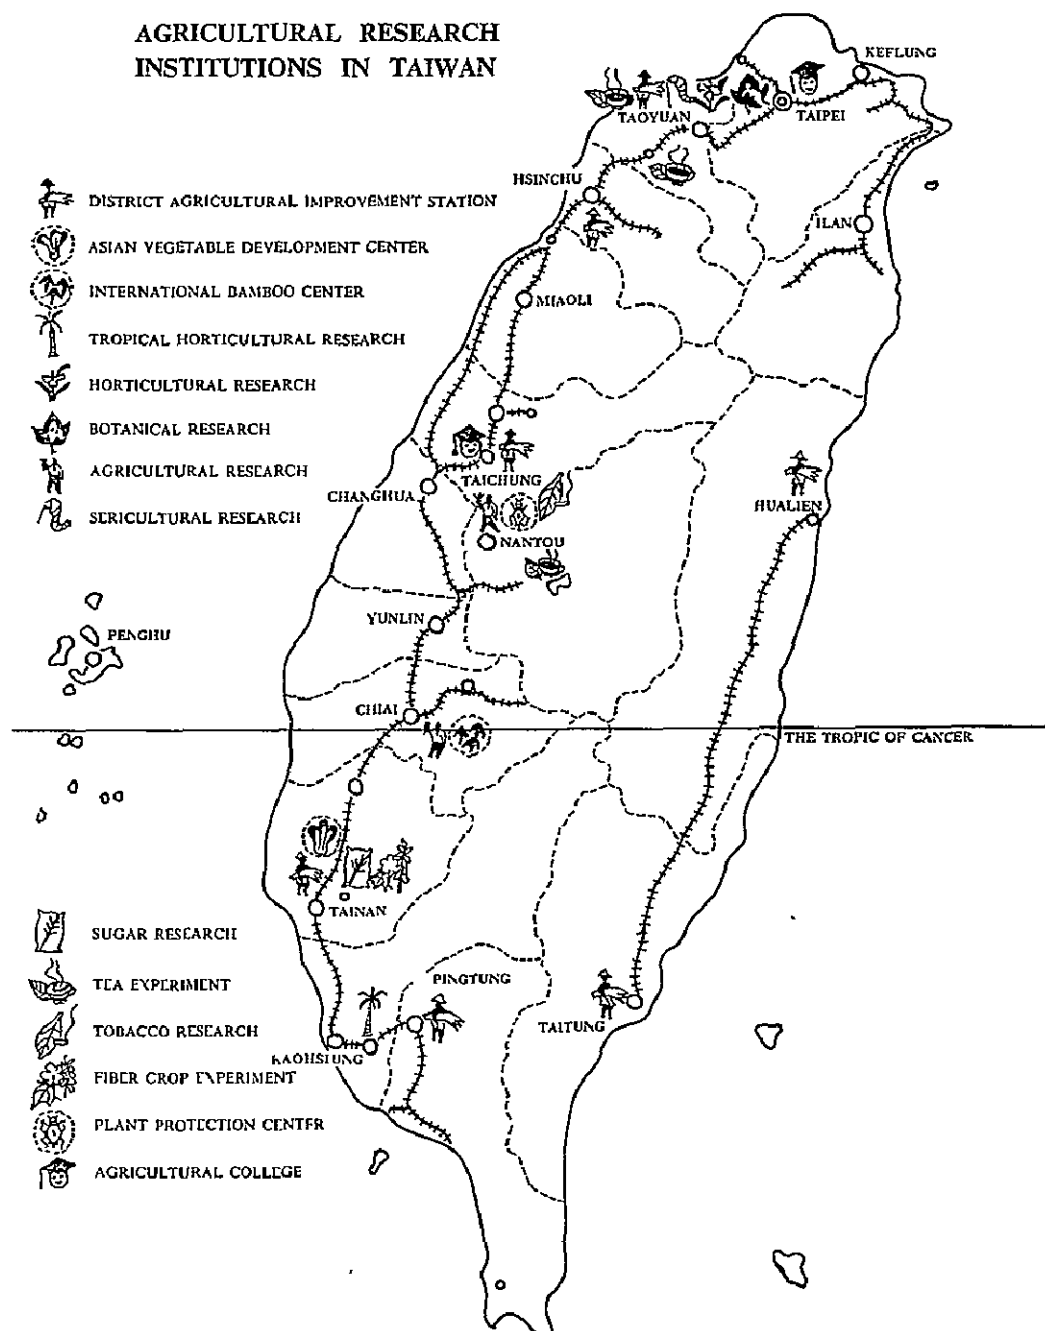 AGRICULTURAL RESEARCH
INSTITUTIONS IN TAIWAN
KEFLUNG
TAIPEI
TAOYUAN
HSINCHU
ILAN
MIAOLI
DISTRICT AGRICULTURAL IMPROVEMENT STATION
ASIAN VEGETABLE DEVELOPMENT CENTER
INTERNATIONAL BAMBOO CENTER
TROPICAL HORTICULTURAL RESEARCH
HORTICULTURAL RESEARCH
BOTANICAL RESEARCH
AGRICULTURAL RESEARCH
SERICULTURAL RESEARCH
TAICHUNG
CHANGHUA
HUALIEN
NANTOU
YUNLIN
PENGHU
CHIAI
THE TROPIC OF CANCER
TAINAN
PINGTUNG
TAITUNG
KAOHSIUNG
SUGAR RESEARCH
TEA EXPERIMENT
TOBACCO RESEARCH
FIBER CROP EXPERIMENT
PLANT PROTECTION CENTER
AGRICULTURAL COLLEGE